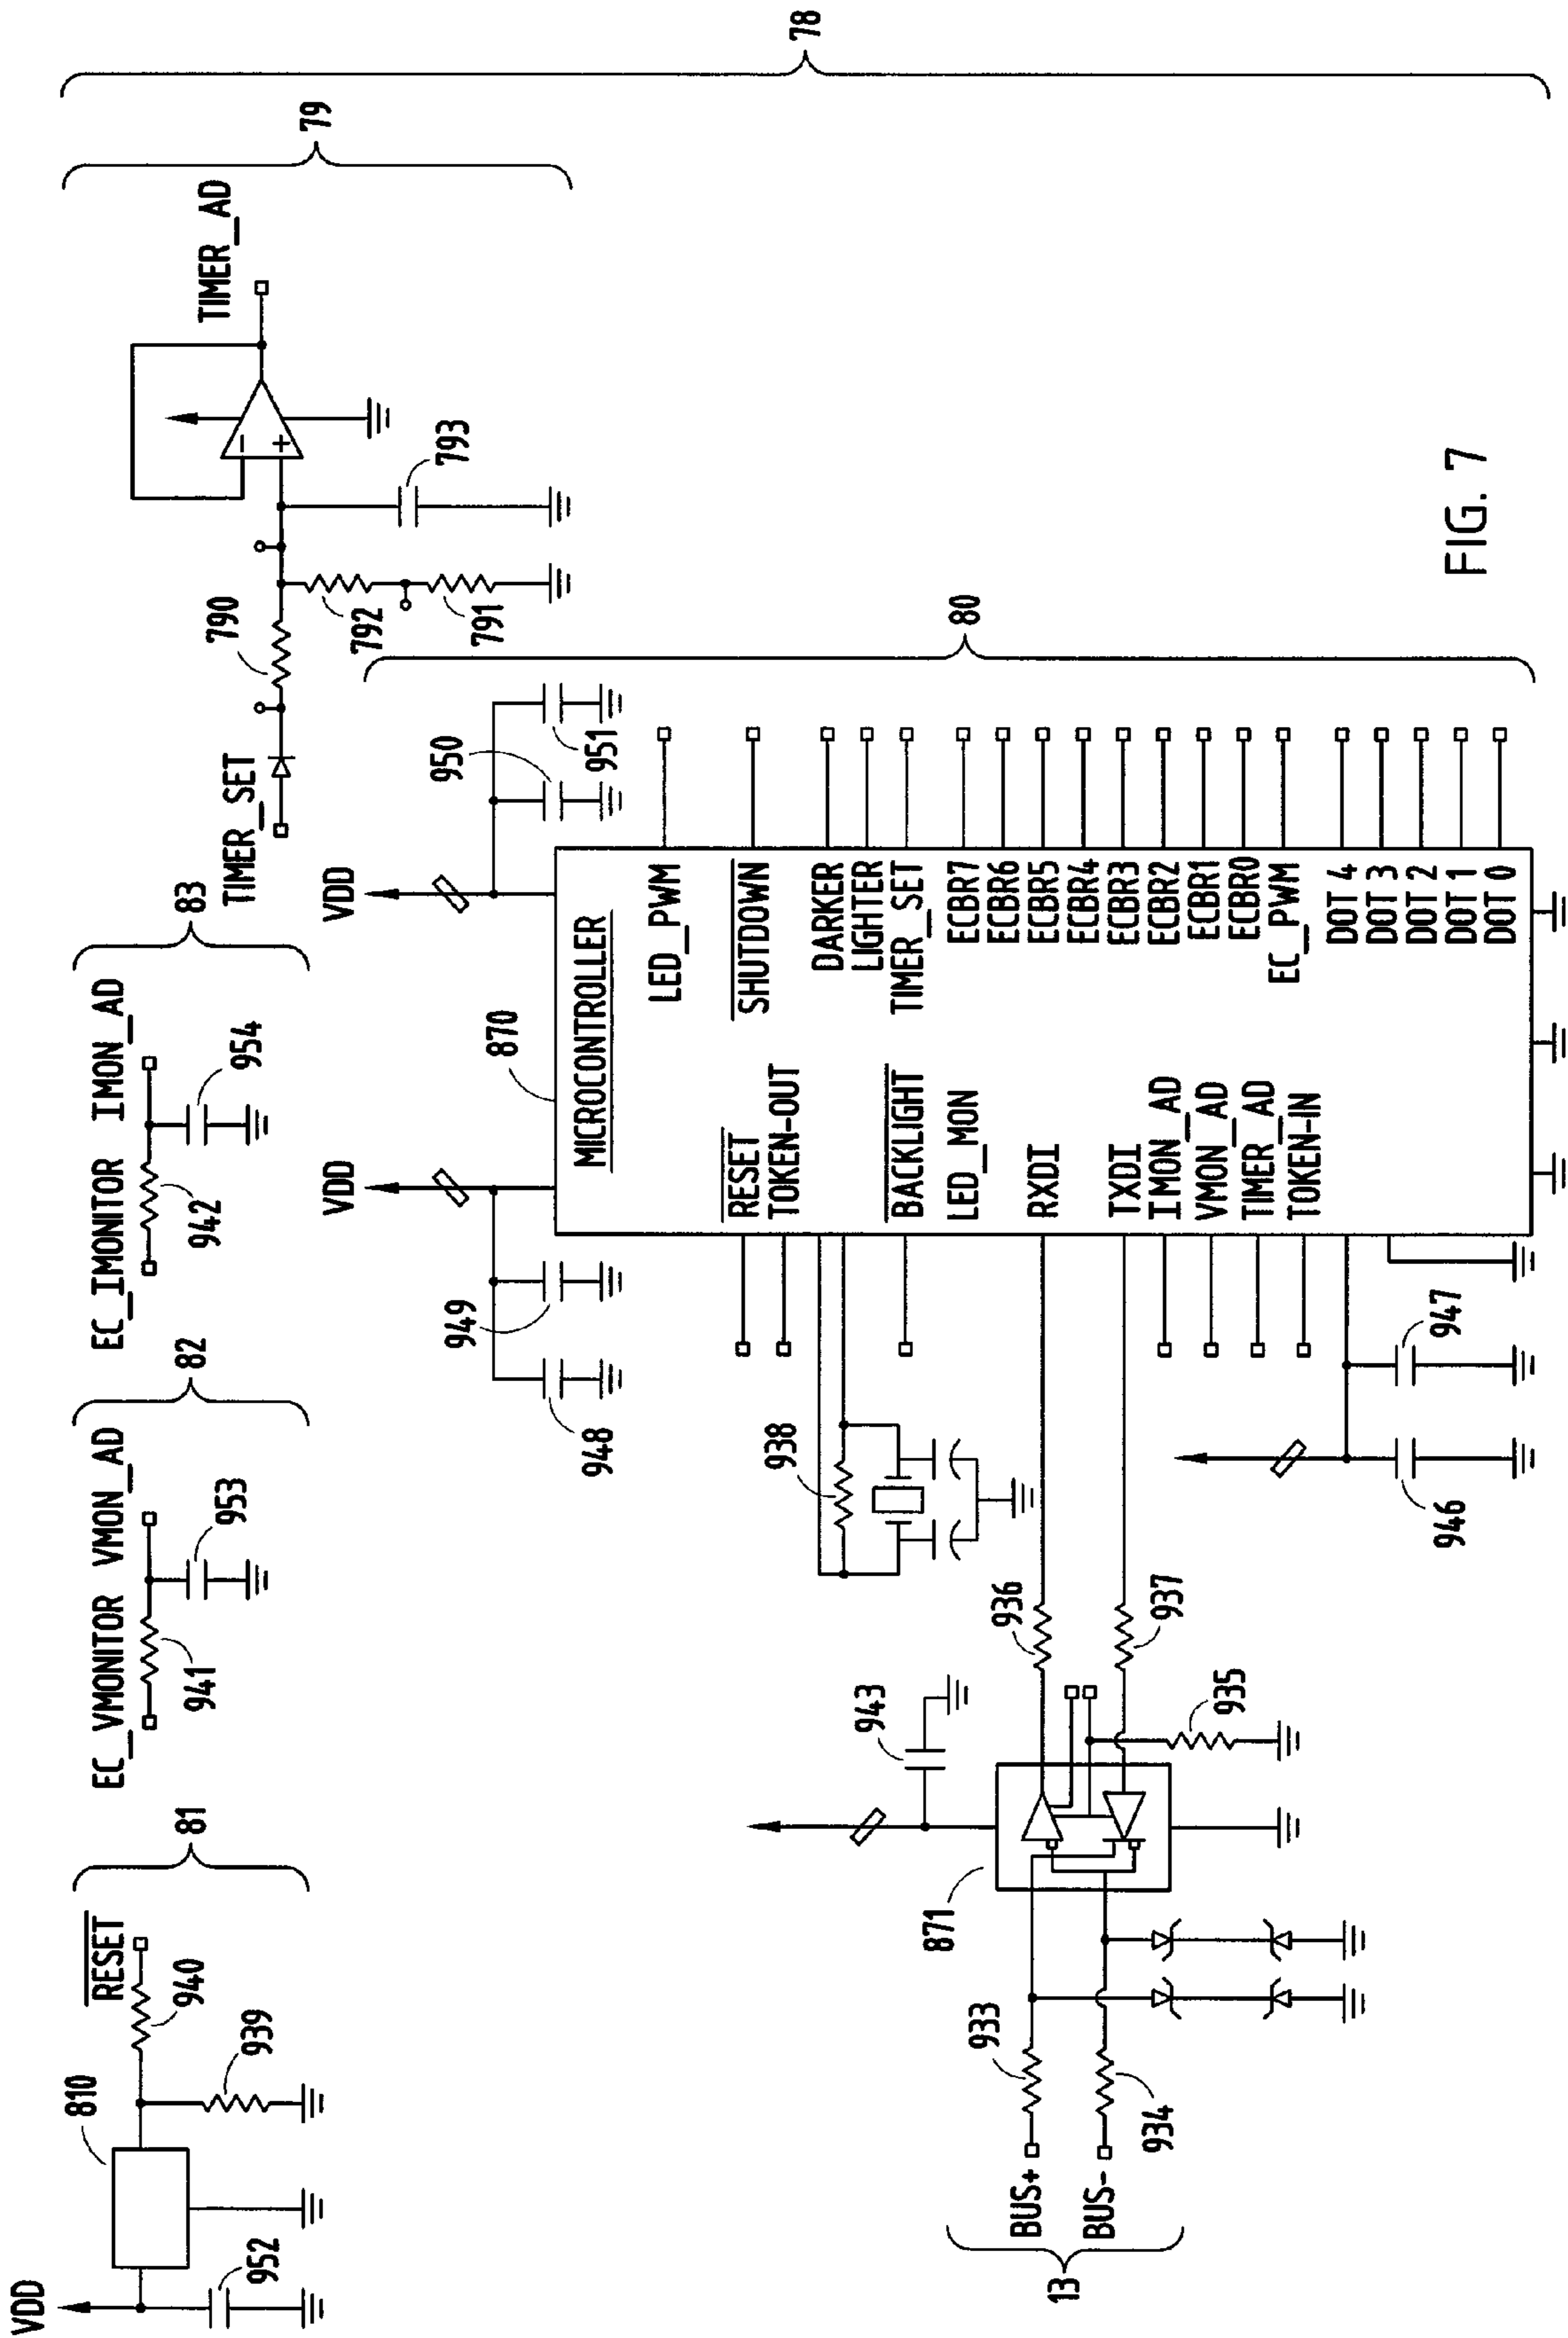 VDD
952
810
939
940
RESET
81
EC_VMONITOR VMON_AD
941
953
82
EC_IMONITOR IMON_AD
942
954
83
TIMER_SET
790
792
791
793
TIMER_AD
79
78
VDD
VDD
948
949
870
950
951
80
MICROCONTROLLER
RESET
TOKEN-OUT
BACKLIGHT
LED_MON
RXDI
TXDI
IMON_AD
VMON_AD
TIMER_AD
TOKEN-IN
LED_PWM
SHUTDOWN
DARKER
LIGHTER
TIMER_SET
ECBR7
ECBR6
ECBR5
ECBR4
ECBR3
ECBR2
ECBR1
ECBR0
EC_PWM
DOT 4
DOT 3
DOT 2
DOT 1
DOT 0
938
936
937
943
935
871
933
934
BUS+
BUS-
13
946
947
FIG. 7